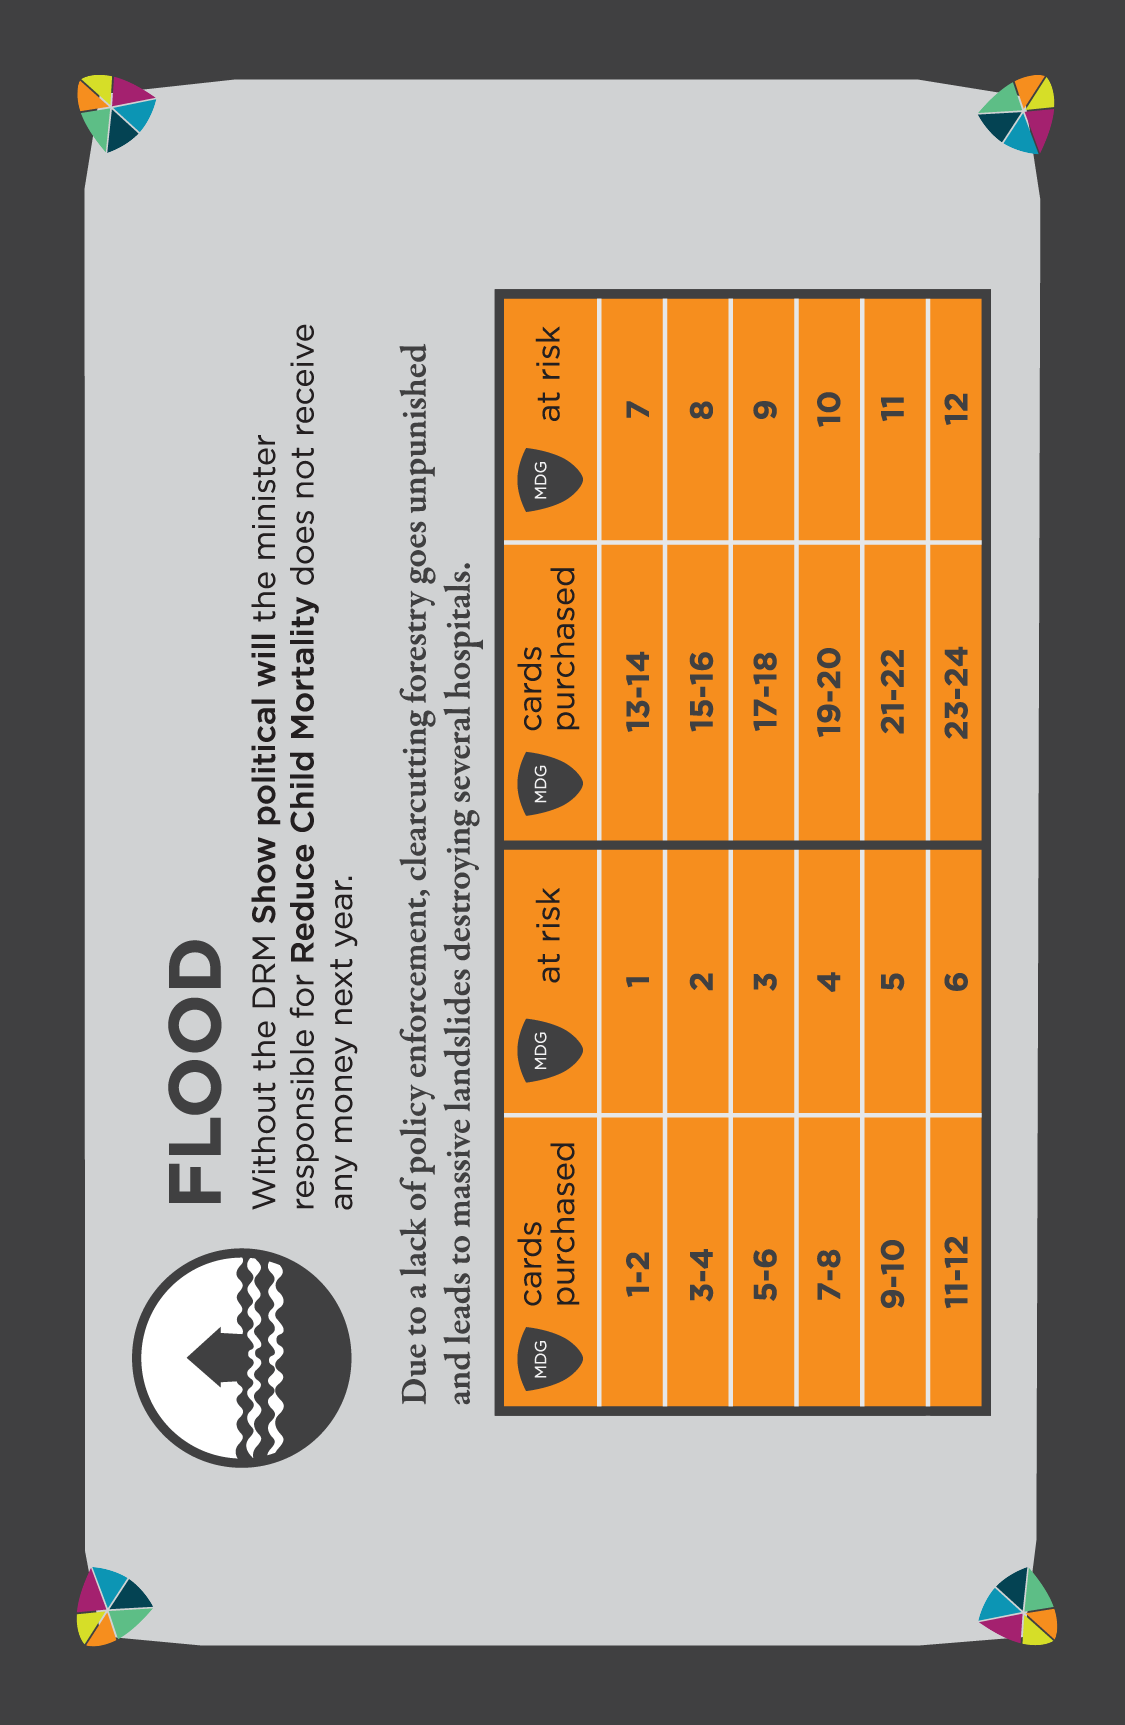 FLOOD
Without the DRM Show political will the minister
responsible for Reduce Child Mortality does not receive
any money next year.
Due to a lack of policy enforcement, clearcutting forestry goes unpunished
and leads to massive landslides destroying several hospitals.
MDG cards purchased MDG at risk MDG cards purchased MDG at risk
1-2 1 13-14 7
3-4 2 15-16 8
5-6 3 17-18 9
7-8 4 19-20 10
9-10 5 21-22 11
11-12 6 23-24 12